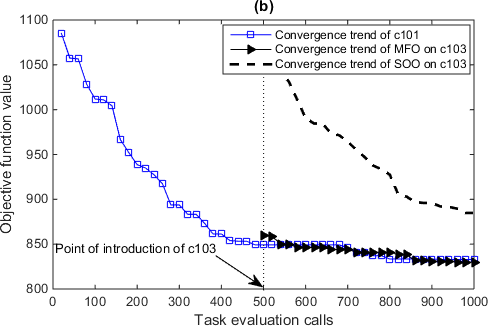 (b)
1100
1050
1000
950
900
850
800
Objective function value
Convergence trend of c101
Convergence trend of MFO on c103
Convergence trend of SOO on c103
Point of introduction of c103
0 100 200 300 400 500 600 700 800 900 1000
Task evaluation calls